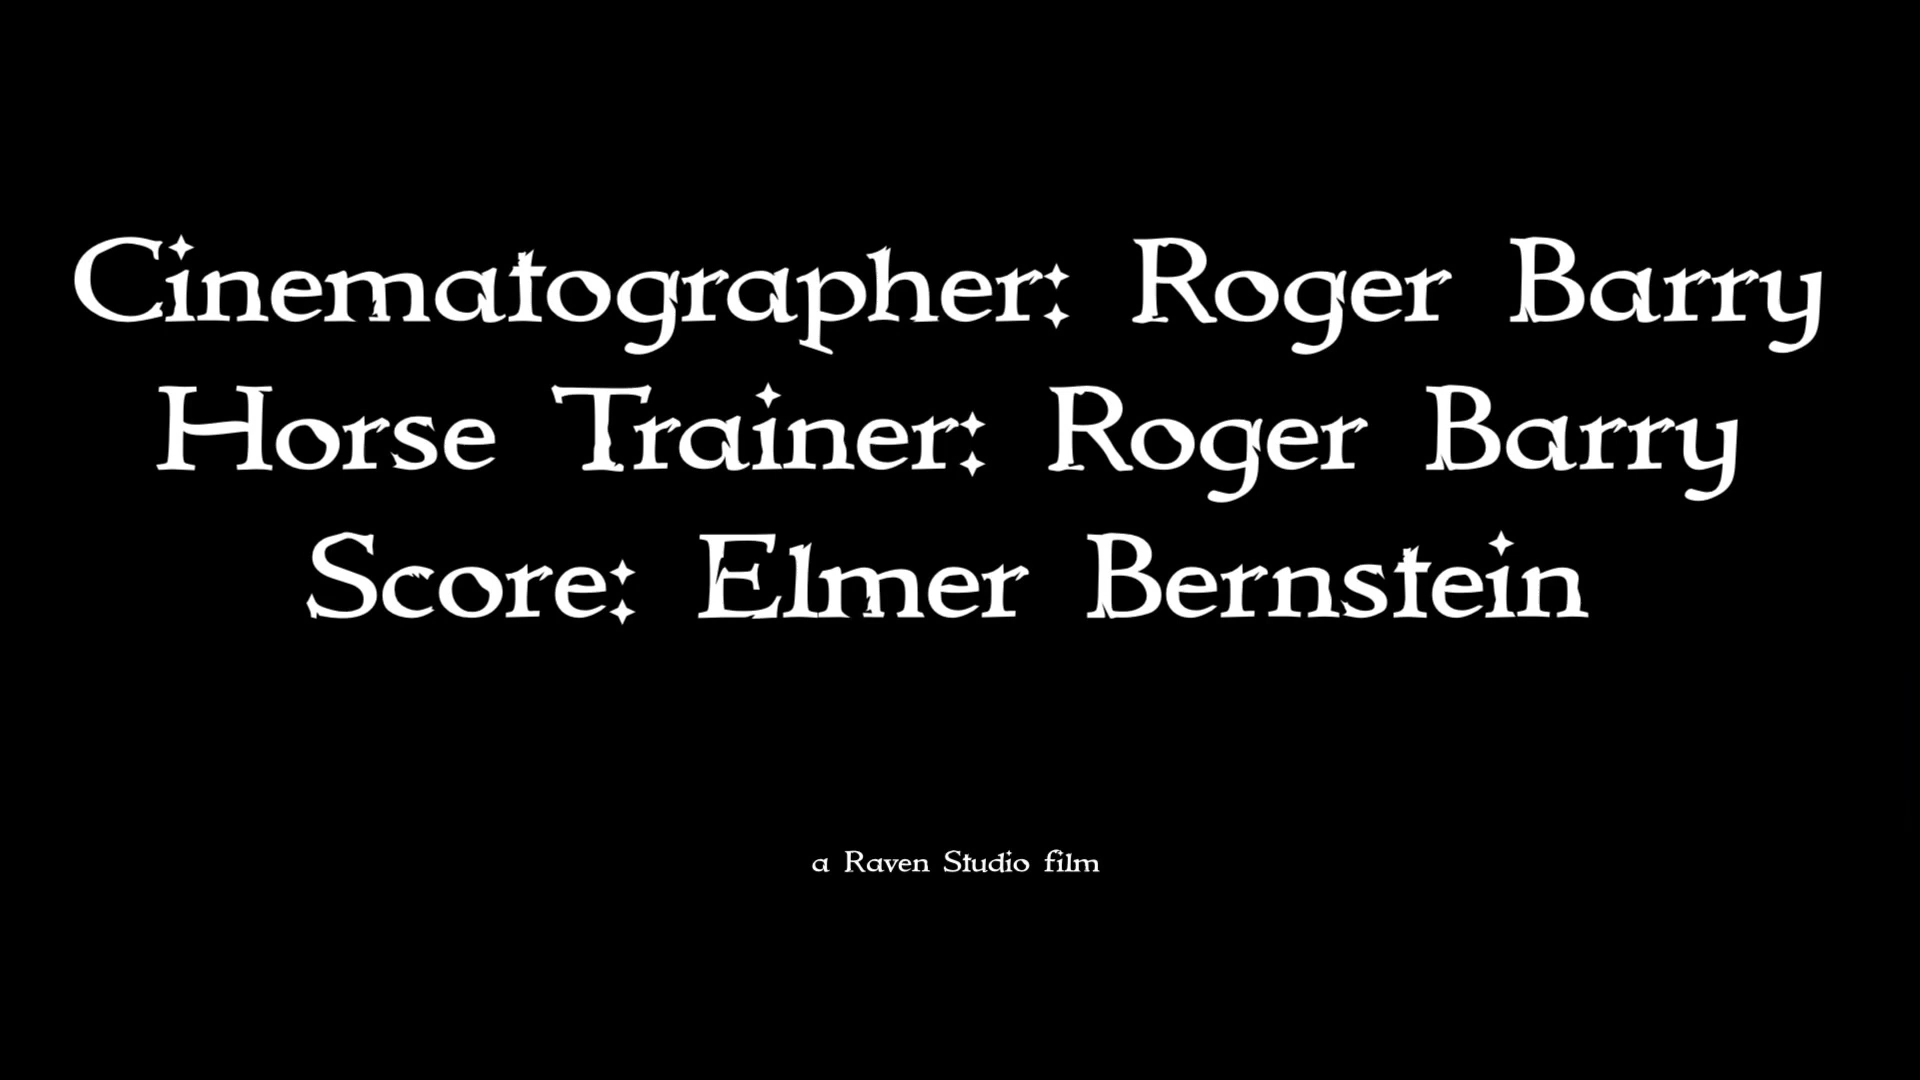 Cinematographer: Roger Barry
Horse Trainer: Roger Barry
Score: Elmer Bernstein
a Raven Studio film